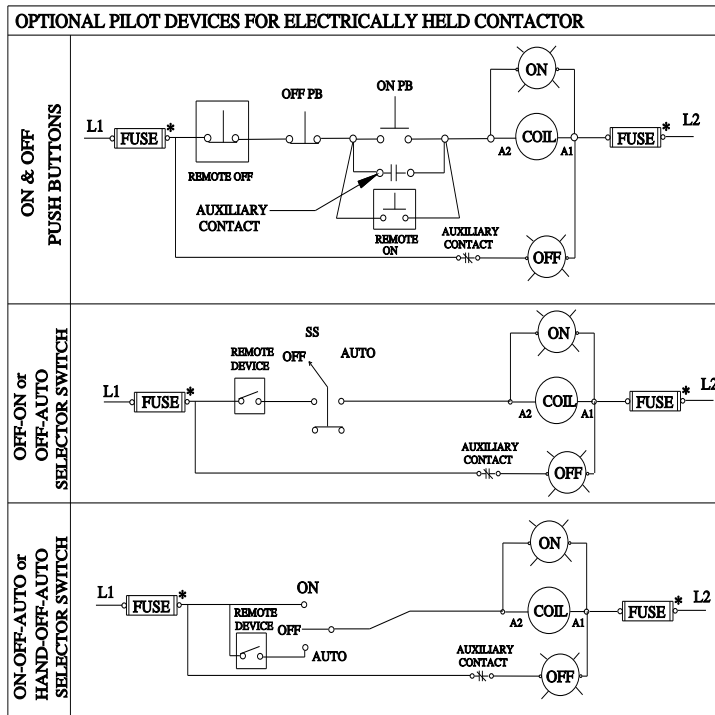 OPTIONAL PILOT DEVICES FOR ELECTRICALLY HELD CONTACTOR
ON & OFF
PUSH BUTTONS
ON
ON PB
OFF PB
L1
FUSE *
COIL
A2 A1
FUSE *
L2
REMOTE OFF
AUXILIARY
CONTACT
REMOTE
ON
AUXILIARY
CONTACT
OFF
OFF-ON or
OFF-AUTO
SELECTOR SWITCH
SS
ON
REMOTE
DEVICE
OFF
AUTO
L1
FUSE *
COIL
A2 A1
FUSE *
L2
AUXILIARY
CONTACT
OFF
ON-OFF-AUTO or
HAND-OFF-AUTO
SELECTOR SWITCH
ON
L1
FUSE *
ON
REMOTE
DEVICE
OFF
AUTO
COIL
A2 A1
FUSE *
L2
AUXILIARY
CONTACT
OFF